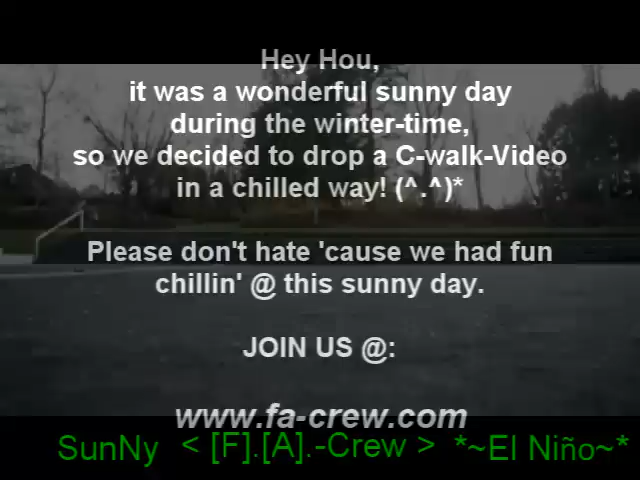 Hey Hou,
it was a wonderful sunny day
during the winter-time,
so we decided to drop a C-walk-Video
in a chilled way! (^.^)*
Please don't hate 'cause we had fun
chillin' @ this sunny day.
JOIN US @:
www.fa-crew.com
SunNy < [F].[A].-Crew > *~El Niño~*